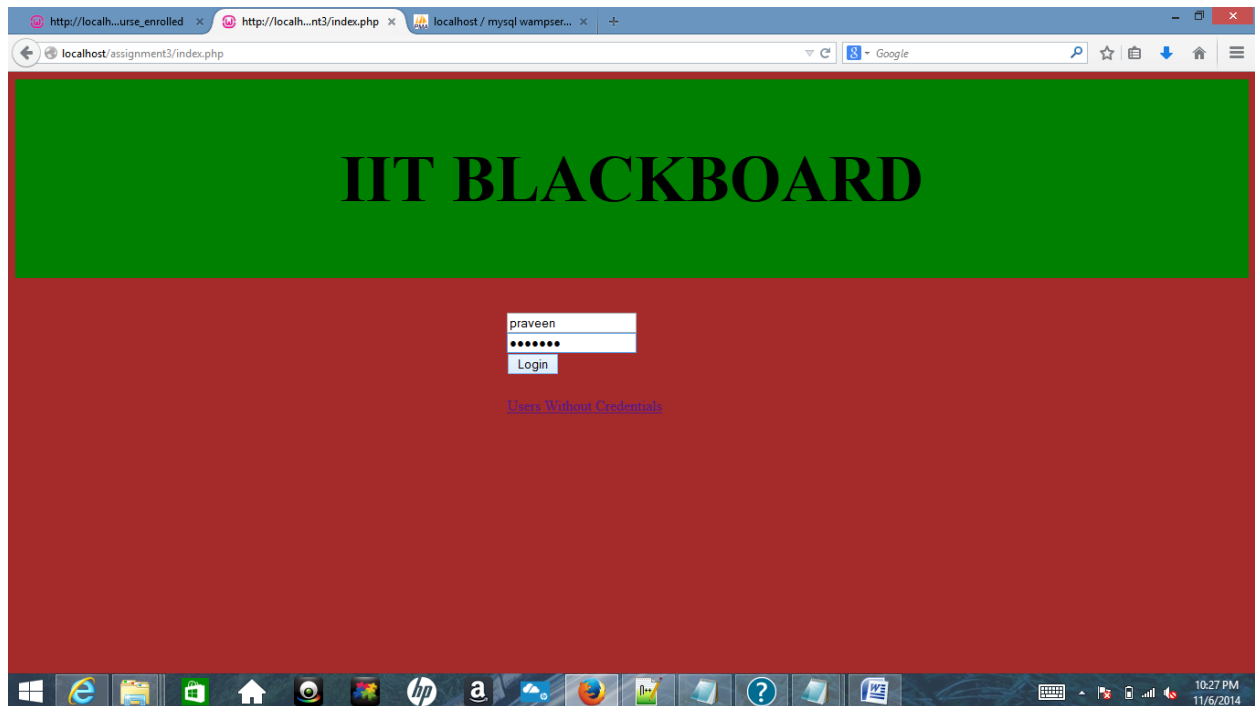 http://localh...urse_enrolled
http://localh...nt3/index.php
localhost / mysql wampser...
localhost/assignment3/index.php
Google
IIT BLACKBOARD
praveen
•••••••
Login
Users Without Credentials
10:27 PM
11/6/2014